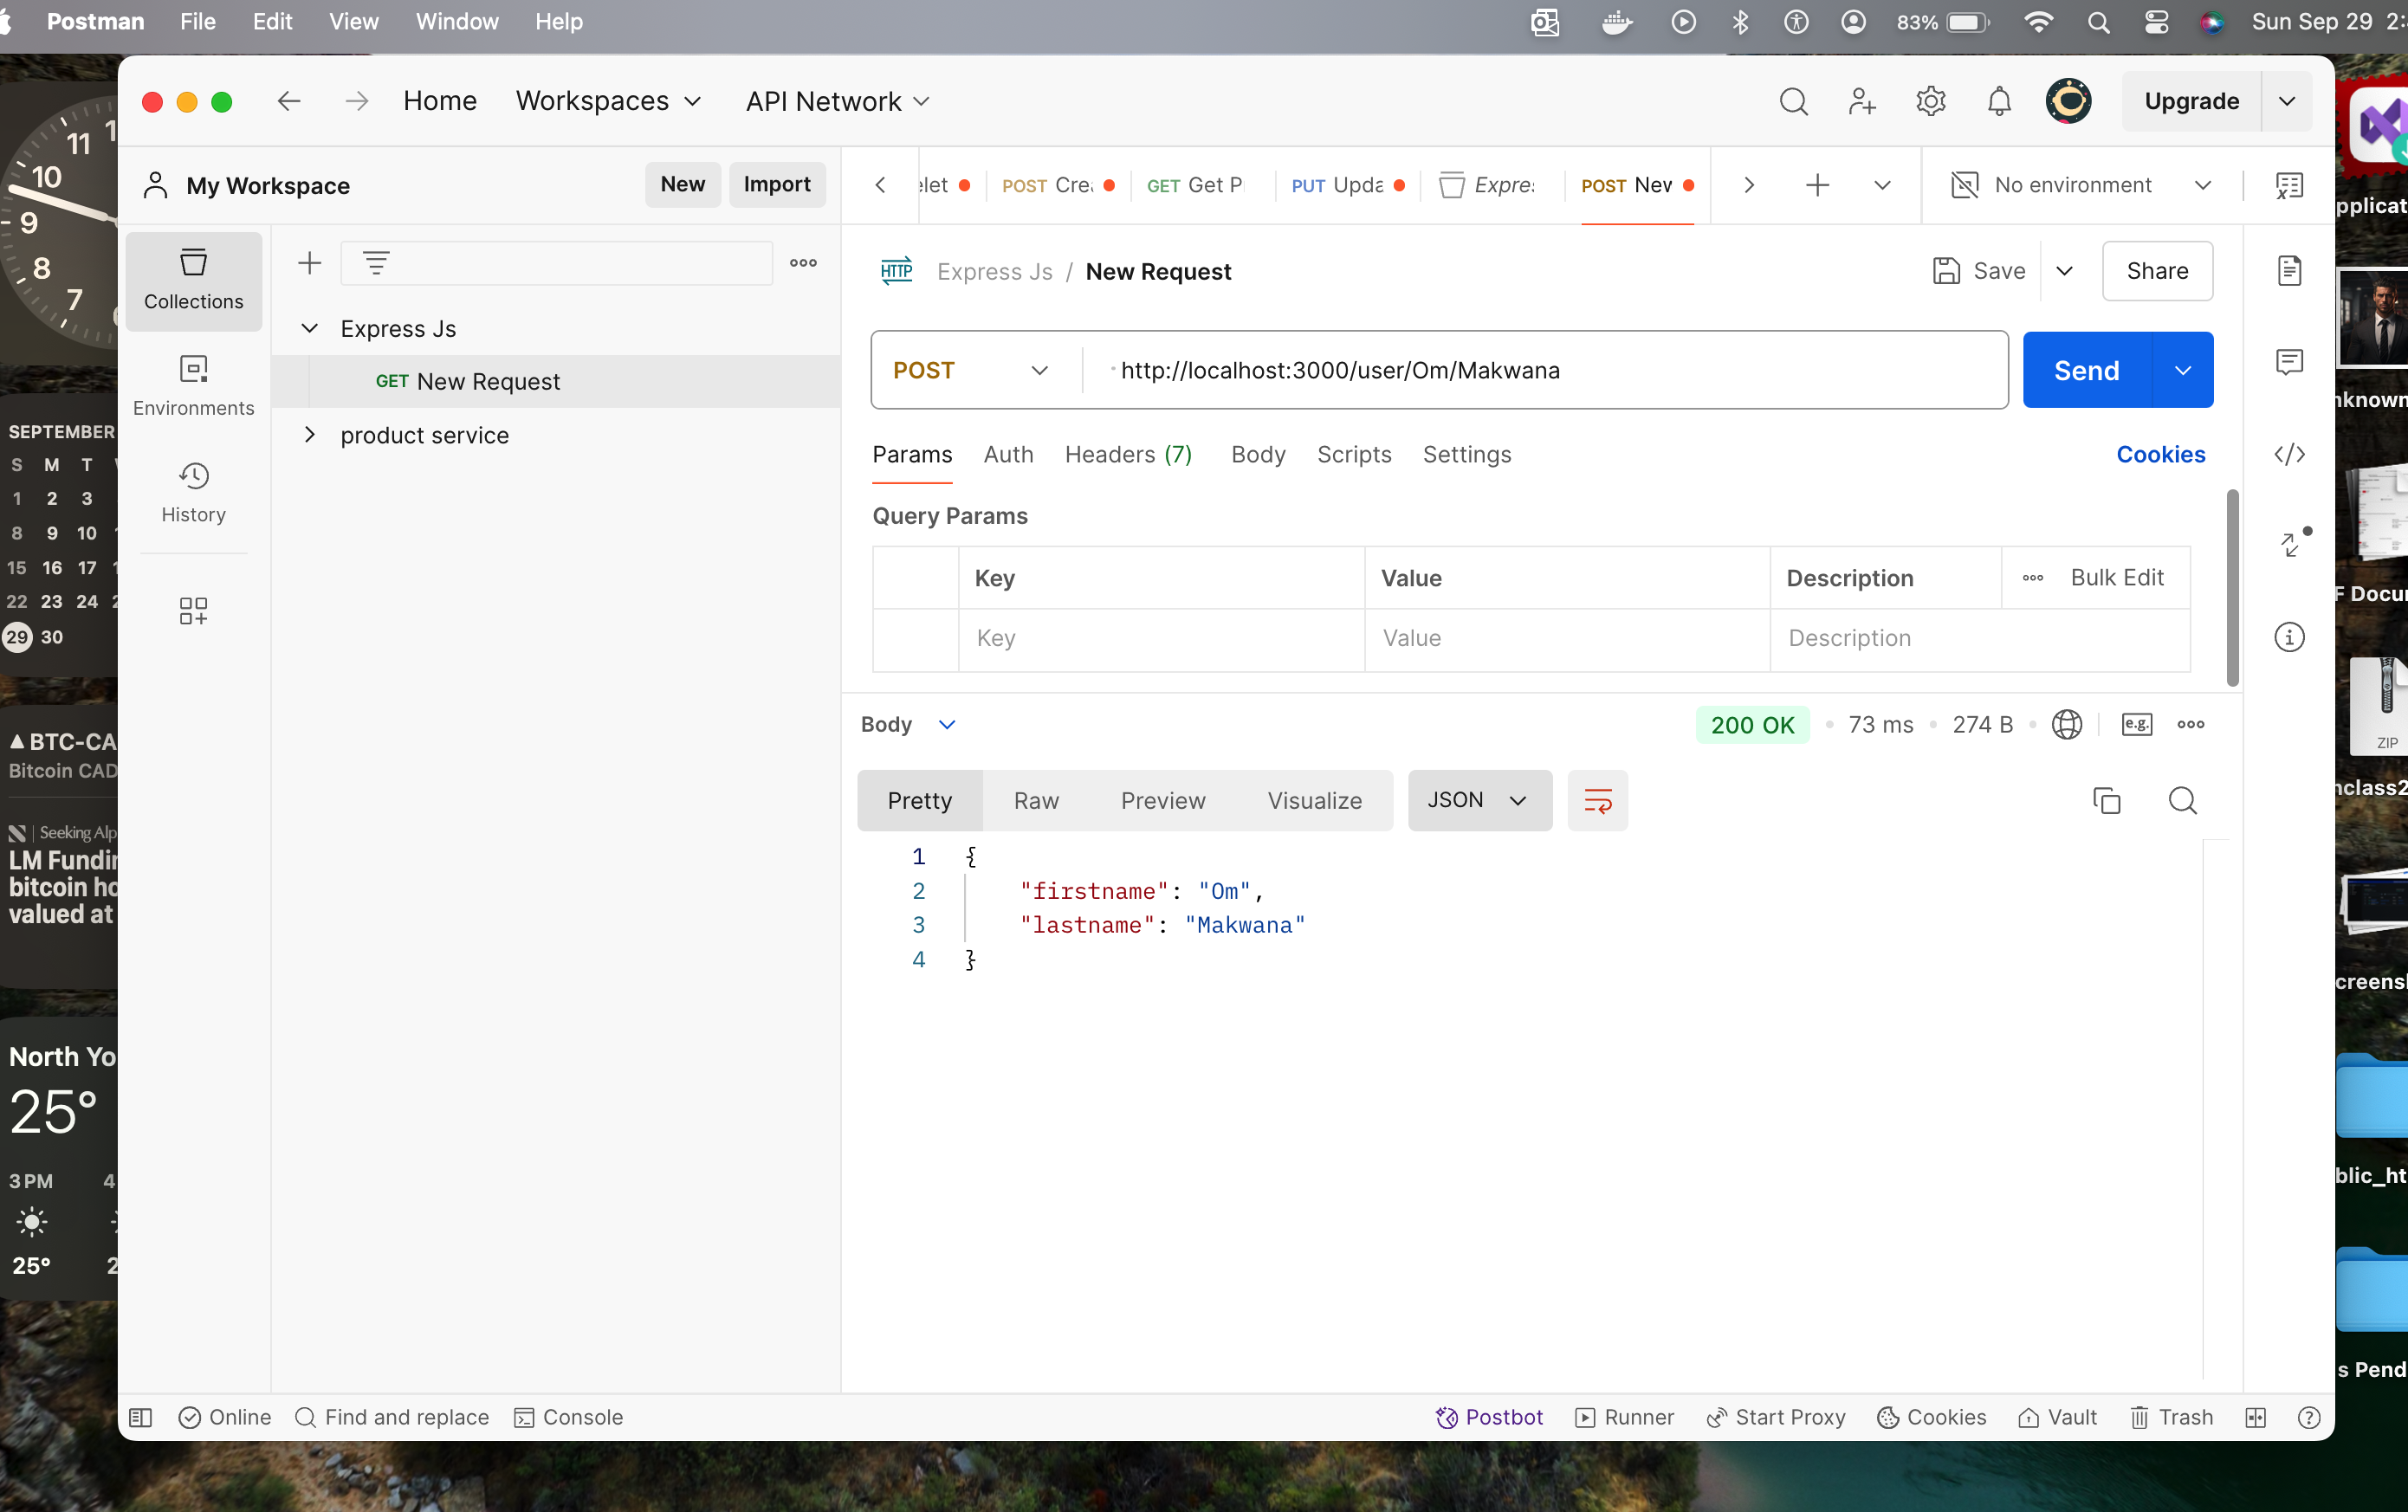 Postman File Edit View Window Help 83% Sun Sep 29
Home Workspaces API Network Upgrade
My Workspace New Import
POST Cre GET Get P PUT Upda Expres POST New No environment
Collections
Environments
History
Express Js
GET New Request
product service
HTTP Express Js / New Request Save Share
POST http://localhost:3000/user/Om/Makwana Send
Params Auth Headers (7) Body Scripts Settings Cookies
Query Params
Key Value Description Bulk Edit
Key Value Description
Body 200 OK 73 ms 274 B e.g.
Pretty Raw Preview Visualize JSON
1 {
2 "firstname": "Om",
3 "lastname": "Makwana"
4 }
Online Find and replace Console Postbot Runner Start Proxy Cookies Vault Trash
11
10
9
8
7
SEPTEMBER
S M T
1 2 3
8 9 10
15 16 17
22 23 24
29 30
BTC-CA
Bitcoin CAD
Seeking Alp
LM Fundin
bitcoin ho
valued at
North Yo
25°
3 PM 4
25° 2
pplicat
nknown
F Docu
ZIP
nclass2
creens
blic_ht
s Pend